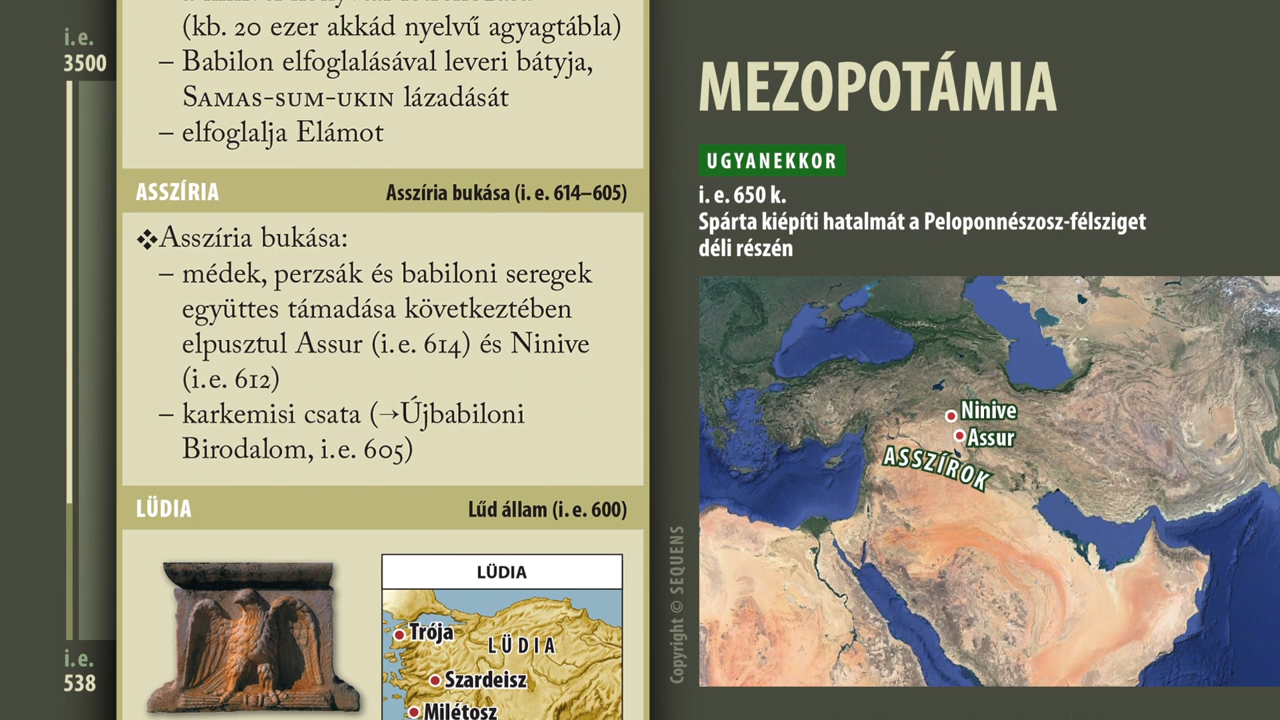 i.e.
3500
(kb. 20 ezer akkád nyelvű agyagtábla)
– Babilon elfoglalásával leveri bátyja,
SAMAS-SUM-UKIN lázadását
– elfoglalja Elámot
ASSZÍRIA Asszíria bukása (i. e. 614–605)
❖Asszíria bukása:
– médek, perzsák és babiloni seregek
együttes támadása következtében
elpusztul Assur (i.e. 614) és Ninive
(i.e. 612)
– karkemisi csata (→Újbabiloni
Birodalom, i.e. 605)
LÜDIA Lűd állam (i. e. 600)
LÜDIA
Trója
LÜDIA
Szardeisz
Milétosz
i.e.
538
MEZOPOTÁMIA
UGYANEKKOR
i. e. 650 k.
Spárta kiépíti hatalmát a Peloponnészosz-félsziget
déli részén
Ninive
Assur
ASSZÍROK
Copyright © SEQUENS